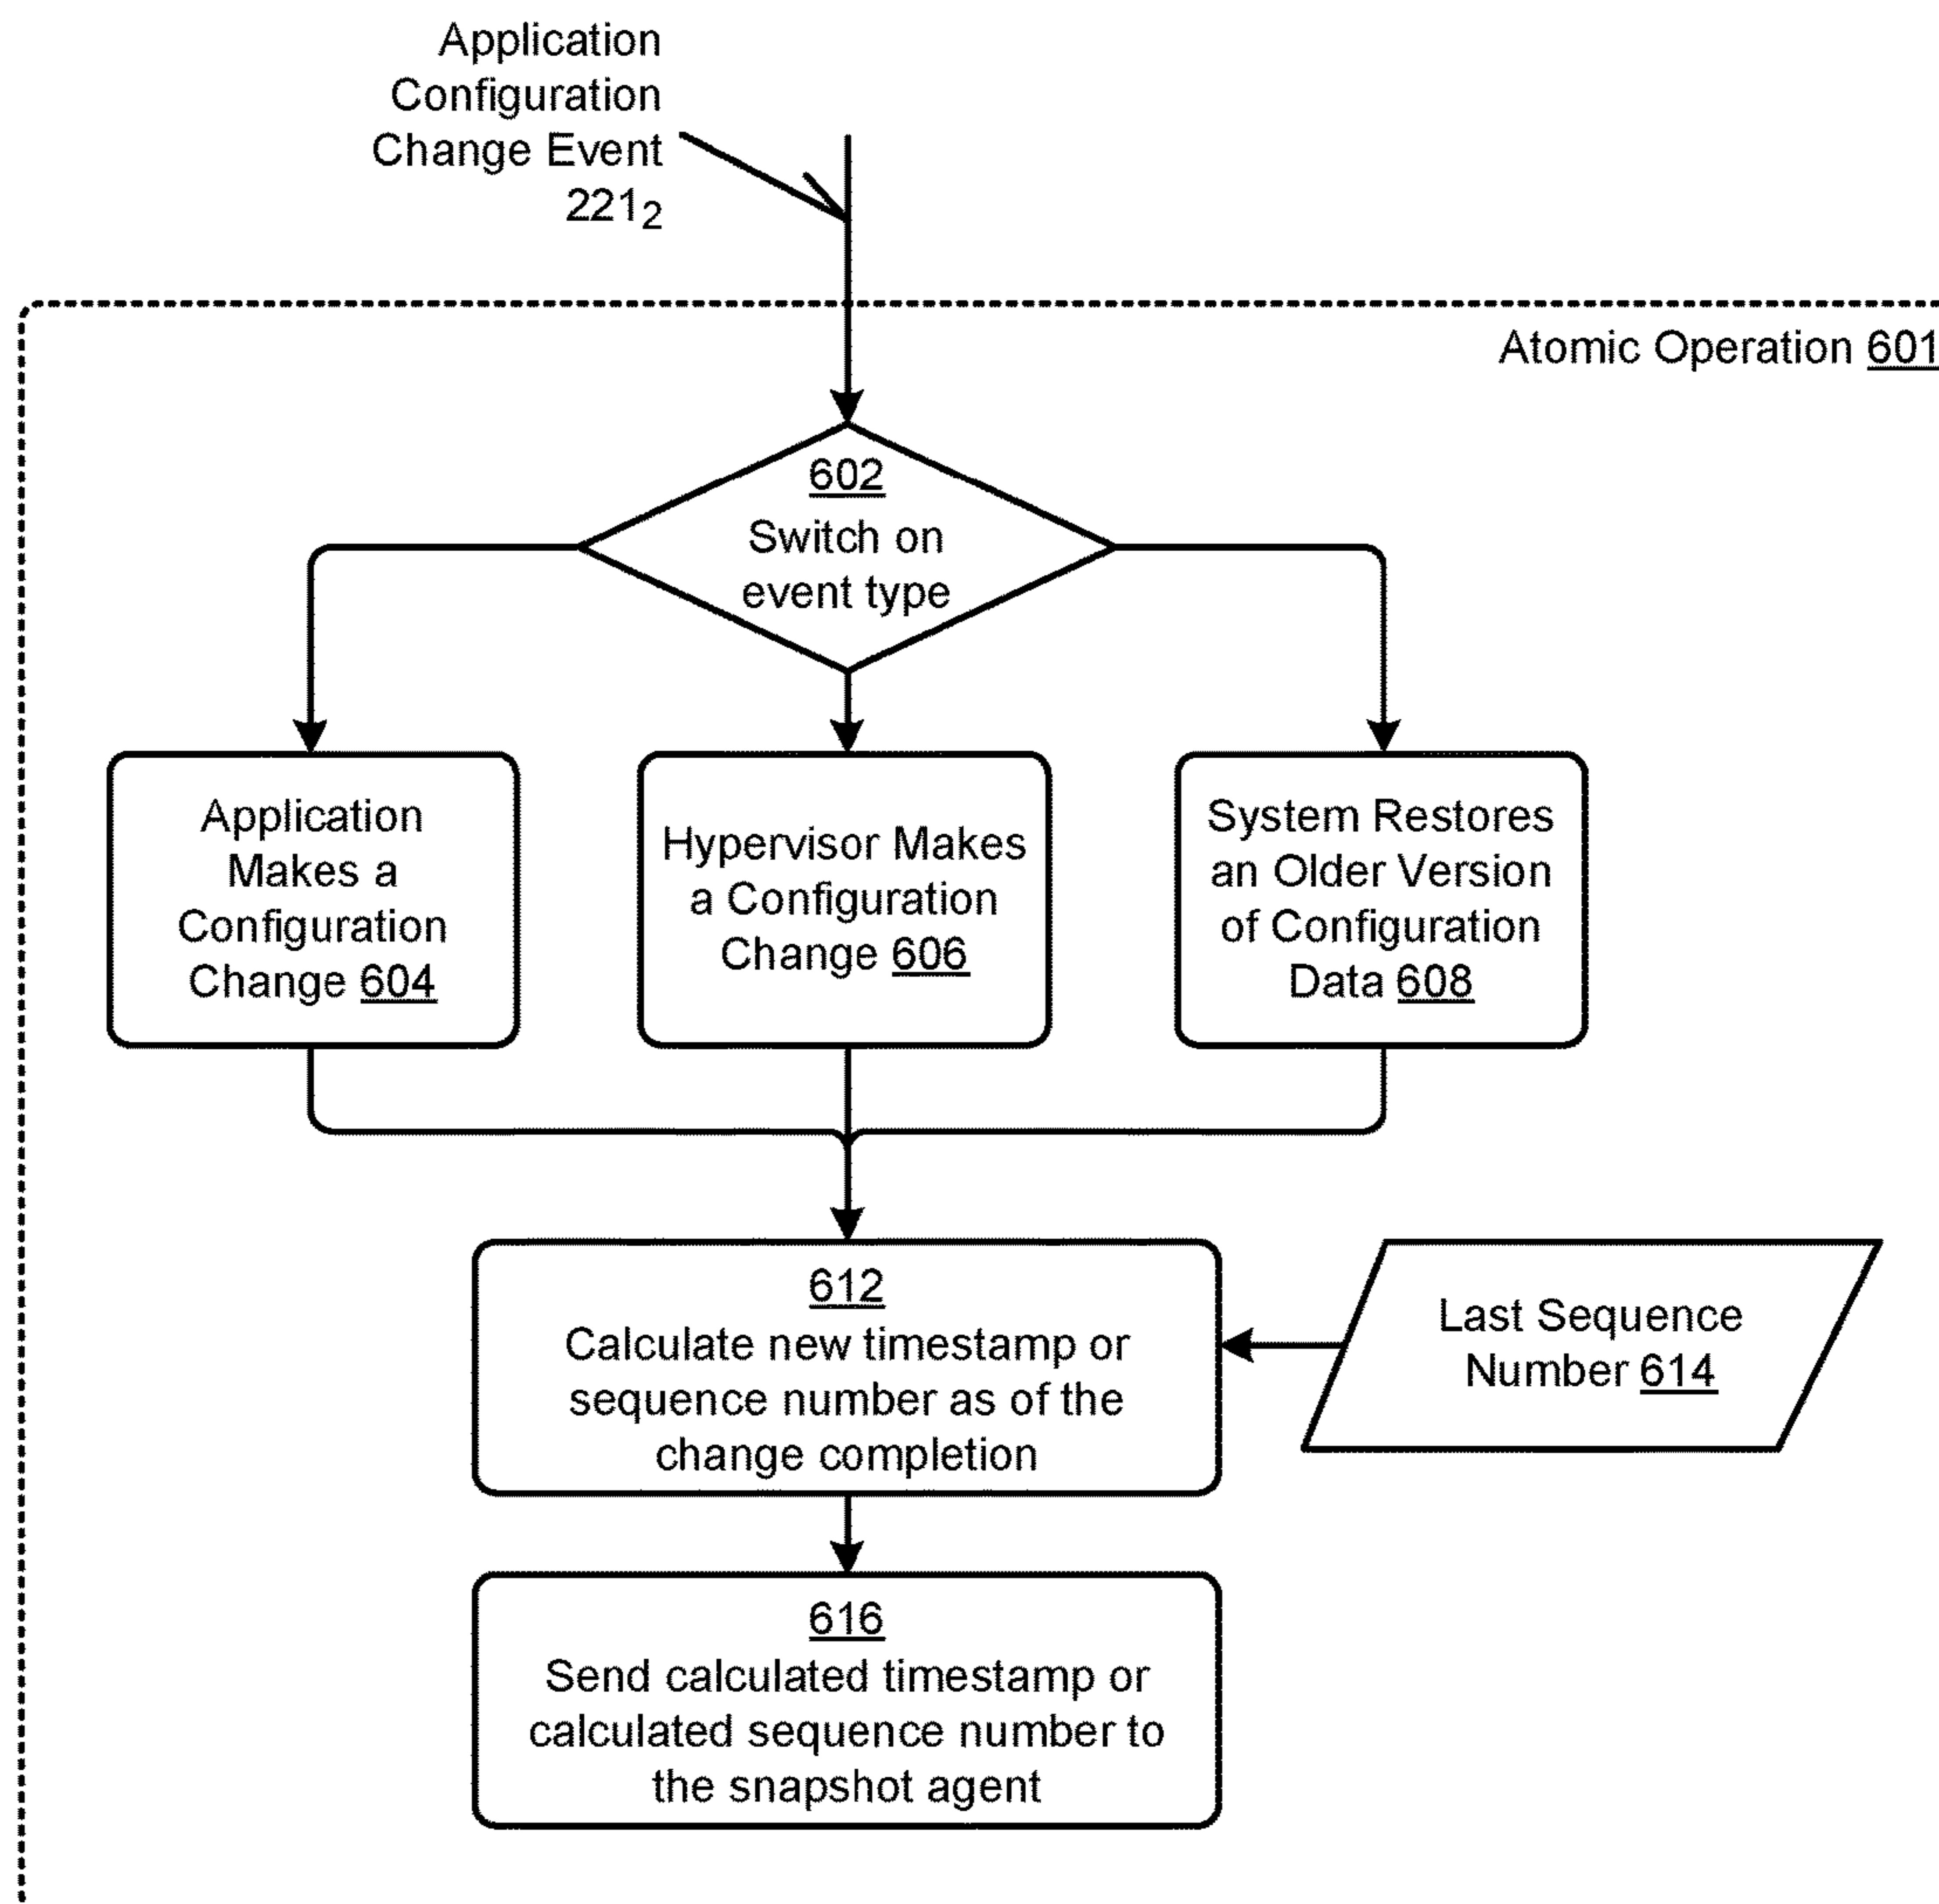 Application
Configuration
Change Event
221₂
Atomic Operation 601
602
Switch on
event type
Application
Makes a
Configuration
Change 604
Hypervisor Makes
a Configuration
Change 606
System Restores
an Older Version
of Configuration
Data 608
612
Calculate new timestamp or
sequence number as of the
change completion
Last Sequence
Number 614
616
Send calculated timestamp or
calculated sequence number to
the snapshot agent